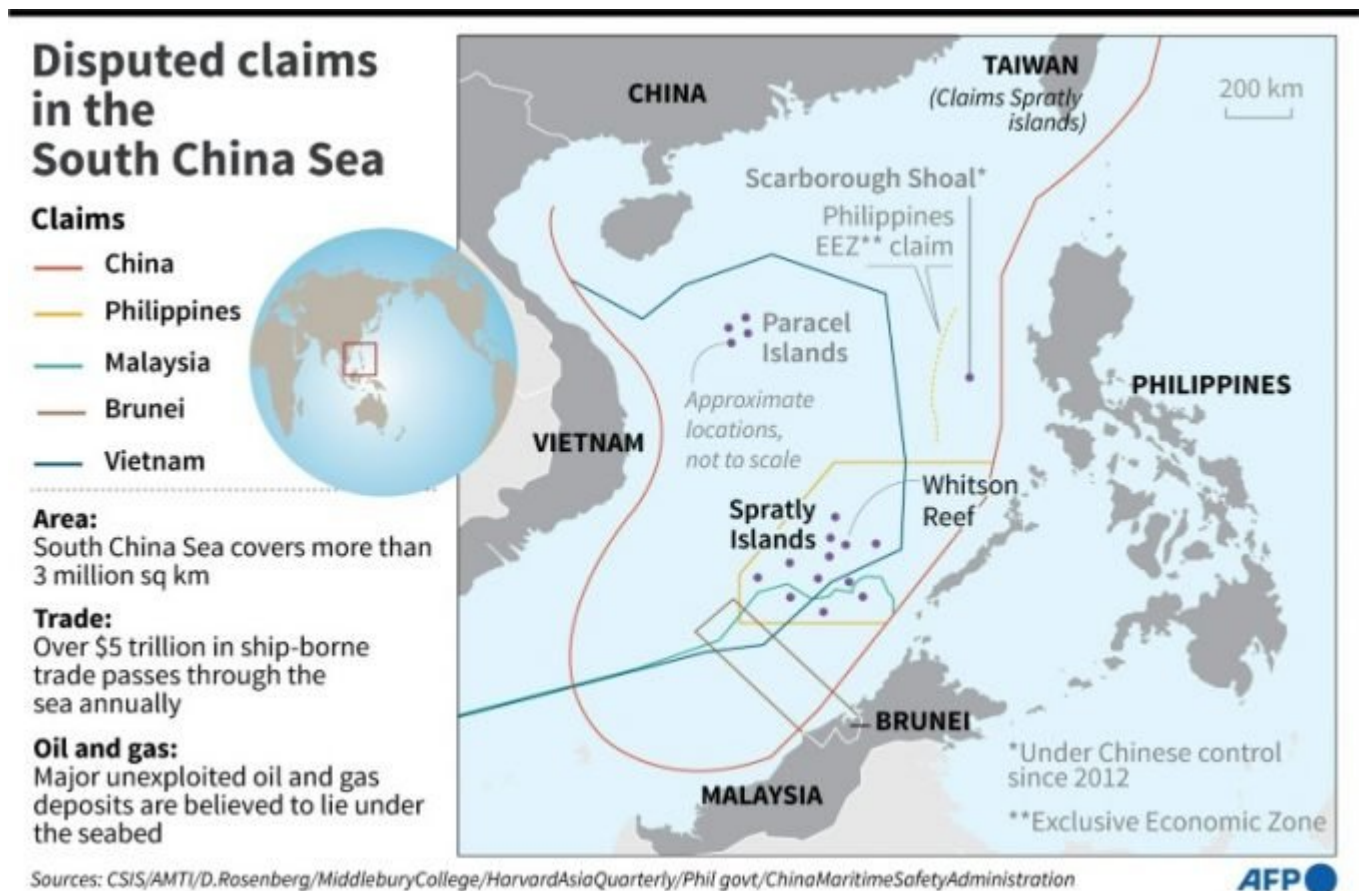 Disputed claims
in the
South China Sea
Claims
China
Philippines
Malaysia
Brunei
Vietnam
Area:
South China Sea covers more than
3 million sq km
Trade:
Over $5 trillion in ship-borne
trade passes through the
sea annually
Oil and gas:
Major unexploited oil and gas
deposits are believed to lie under
the seabed
CHINA
TAIWAN
(Claims Spratly
islands)
200 km
Scarborough Shoal*
Philippines
EEZ** claim
Paracel
Islands
Approximate
locations,
not to scale
PHILIPPINES
VIETNAM
Whitson
Reef
Spratly
Islands
BRUNEI
MALAYSIA
*Under Chinese control
since 2012
**Exclusive Economic Zone
Sources: CSIS/AMTI/D.Rosenberg/MiddleburyCollege/HarvardAsiaQuarterly/Phil govt/ChinaMaritimeSafetyAdministration
AFP